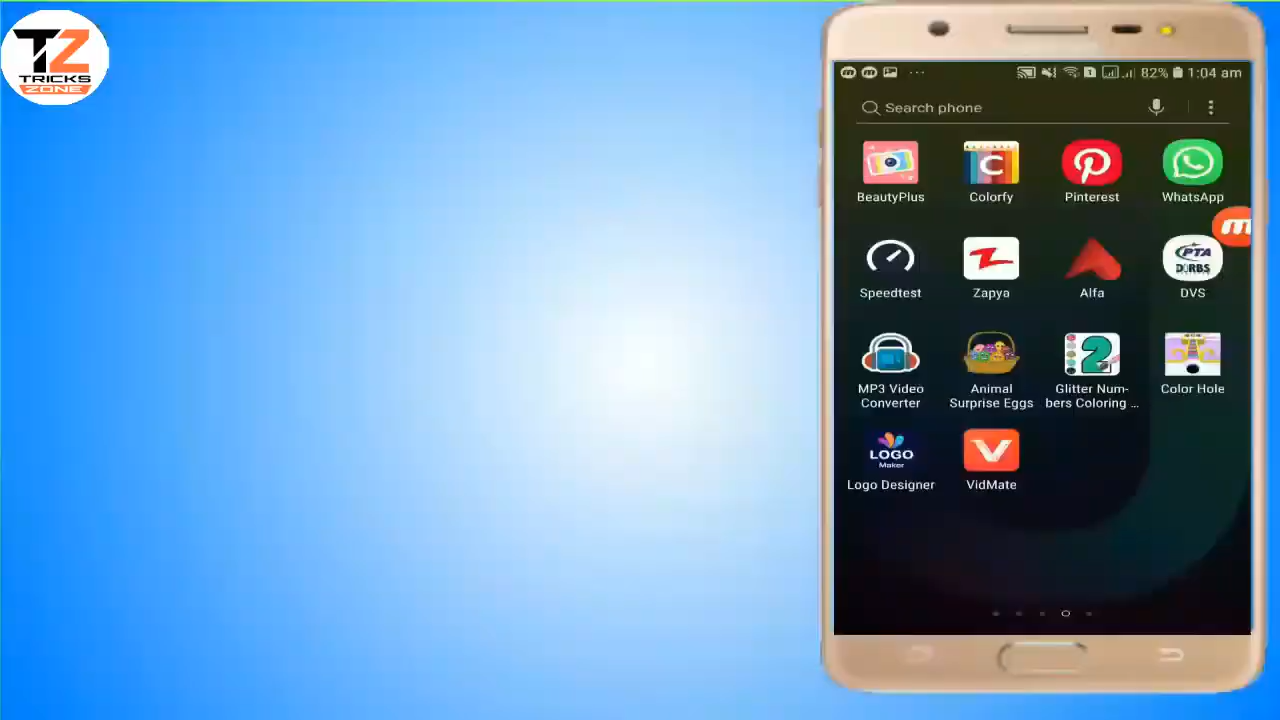 TZ
TRICKS
ZONE
82% 1:04 am
Search phone
BeautyPlus
C
Colorfy
Pinterest
WhatsApp
m
Speedtest
Zapya
Alfa
PTA
DIRBS
DVS
MP3 Video
Converter
Animal
Surprise Eggs
2
Glitter Num-
bers Coloring ...
Color Hole
LOGO
Maker
Logo Designer
VidMate